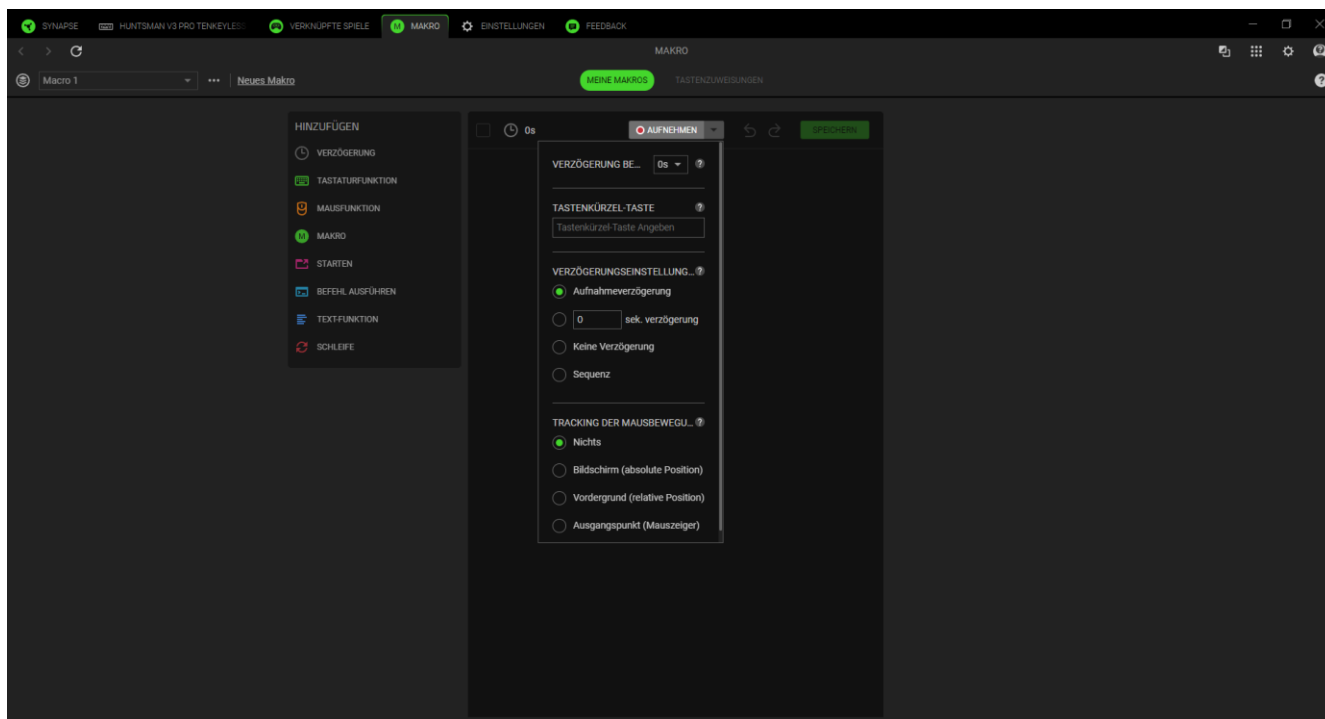 SYNAPSE
HUNTSMAN V3 PRO TENKEYLESS
VERKNÜPFTE SPIELE
M MAKRO
EINSTELLUNGEN
FEEDBACK
MAKRO
Macro 1
Neues Makro
MEINE MAKROS
TASTENZUWEISUNGEN
HINZUFÜGEN
VERZÖGERUNG
TASTATURFUNKTION
MAUSFUNKTION
M MAKRO
STARTEN
BEFEHL AUSFÜHREN
TEXT-FUNKTION
SCHLEIFE
0s
AUFNEHMEN
SPEICHERN
VERZÖGERUNG BE... 0s ?
TASTENKÜRZEL-TASTE ?
Tastenkürzel-Taste Angeben
VERZÖGERUNGSEINSTELLUNG... ?
Aufnahmeverzögerung
0 sek. verzögerung
Keine Verzögerung
Sequenz
TRACKING DER MAUSBEWEGU... ?
Nichts
Bildschirm (absolute Position)
Vordergrund (relative Position)
Ausgangspunkt (Mauszeiger)